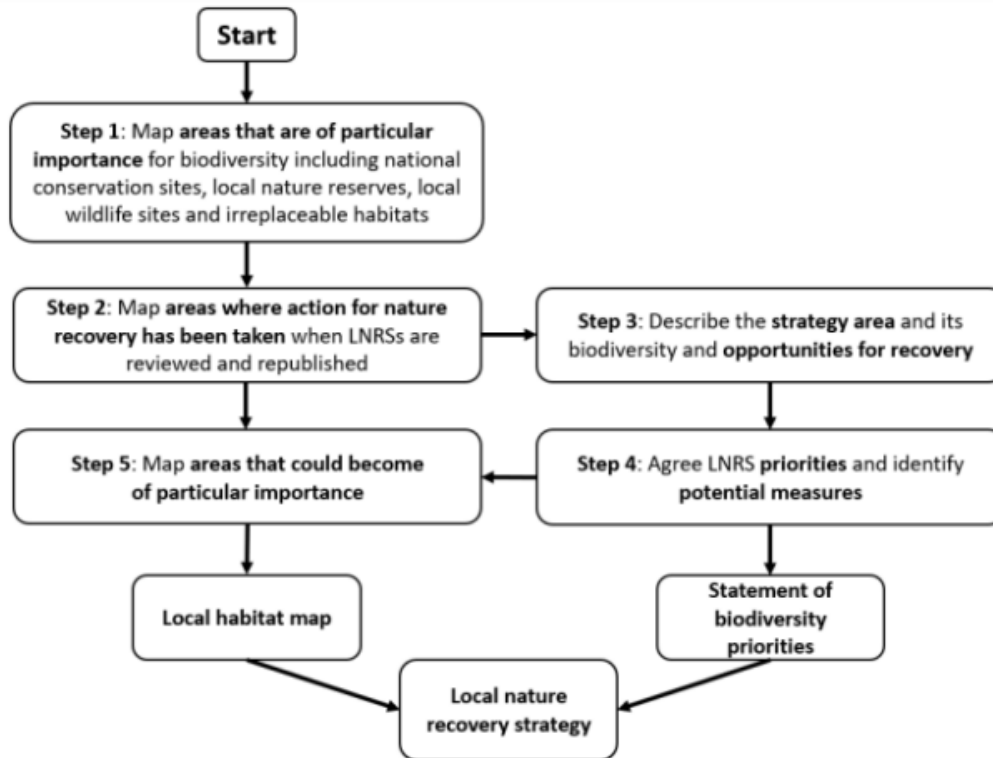 Start
Step 1: Map areas that are of particular
importance for biodiversity including national
conservation sites, local nature reserves, local
wildlife sites and irreplaceable habitats
Step 2: Map areas where action for nature
recovery has been taken when LNRSs are
reviewed and republished
Step 3: Describe the strategy area and its
biodiversity and opportunities for recovery
Step 5: Map areas that could become
of particular importance
Step 4: Agree LNRS priorities and identify
potential measures
Local habitat map
Statement of
biodiversity
priorities
Local nature
recovery strategy